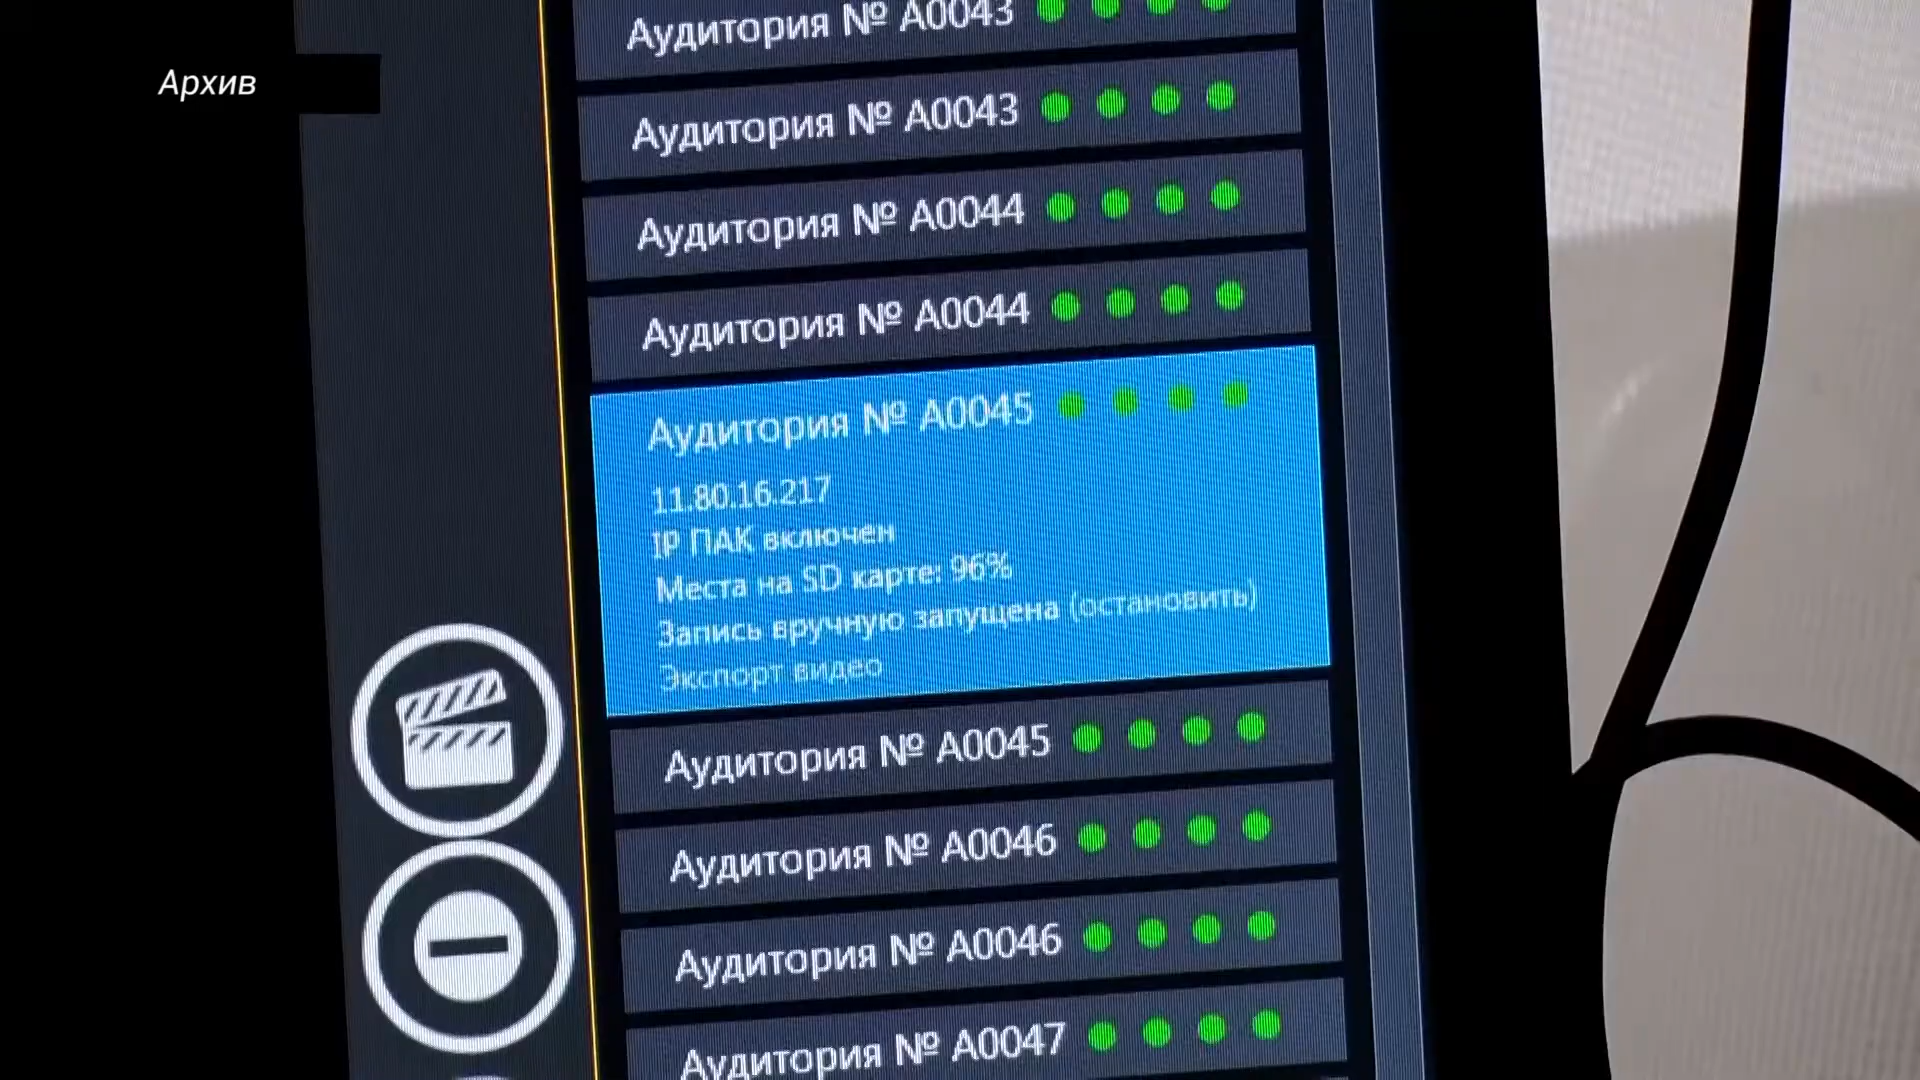 Архив
Аудитория № А0043
Аудитория № А0043
Аудитория № А0044
Аудитория № А0044
Аудитория № А0045
11.80.16.217
IP ПАК включен
Места на SD карте: 96%
Запись вручную запущена (остановить)
Экспорт видео
Аудитория № А0045
Аудитория № А0046
Аудитория № А0046
Аудитория № А0047